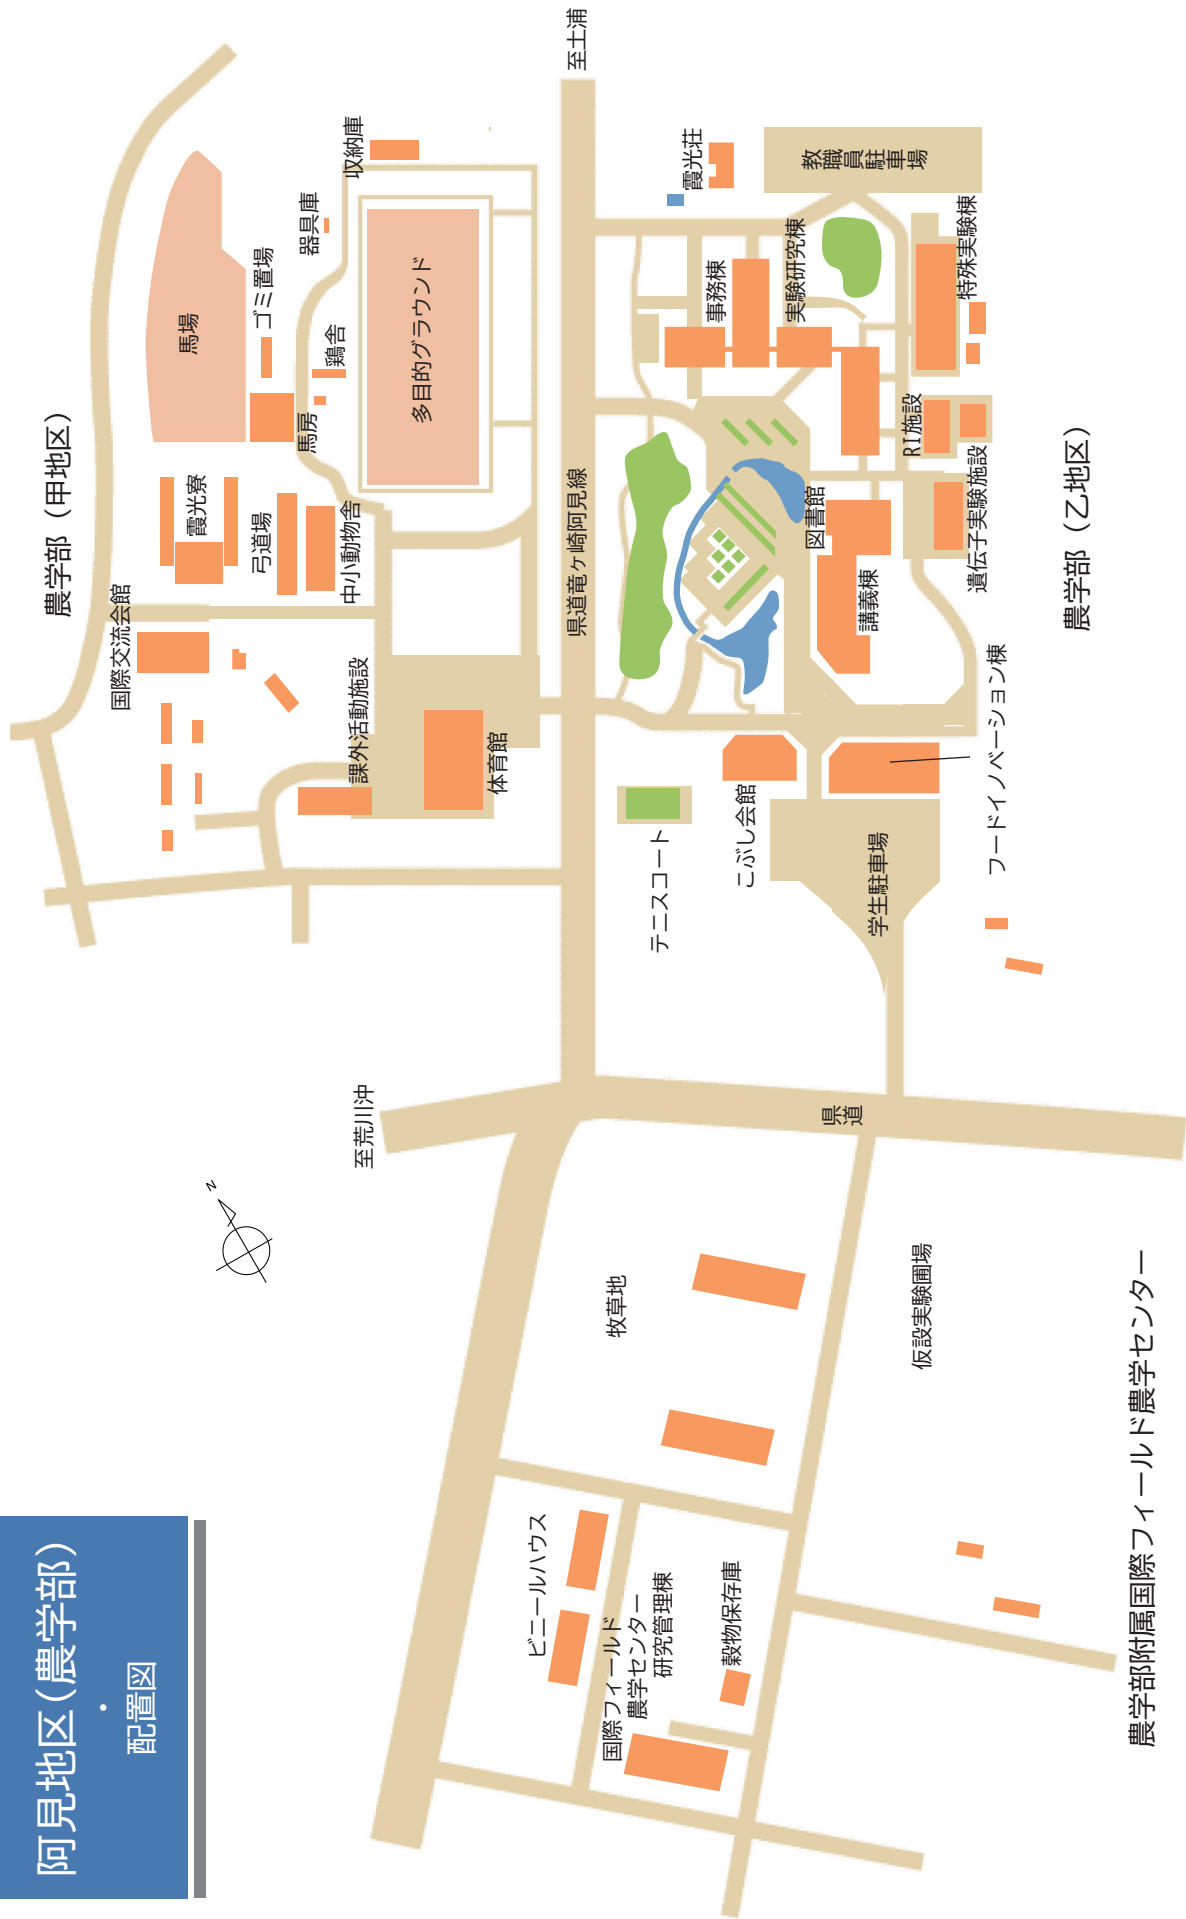 阿見地区(農学部)
・
配置図
農学部(甲地区)
国際交流会館
霞光寮
弓道場
中小動物舎
課外活動施設
体育館
馬場
ゴミ置場
馬房
鶏舎
器具庫
収納庫
多目的グラウンド
至土浦
県道竜ヶ崎阿見線
至荒川沖
県道
N
農学部(乙地区)
霞光荘
教職員駐車場
特殊実験棟
事務棟
実験研究棟
RI施設
遺伝子実験施設
図書館
講義棟
フードイノベーション棟
こぶし会館
テニスコート
学生駐車場
牧草地
仮設実験圃場
ビニールハウス
国際フィールド
農学センター
研究管理棟
穀物保存庫
農学部附属国際フィールド農学センター